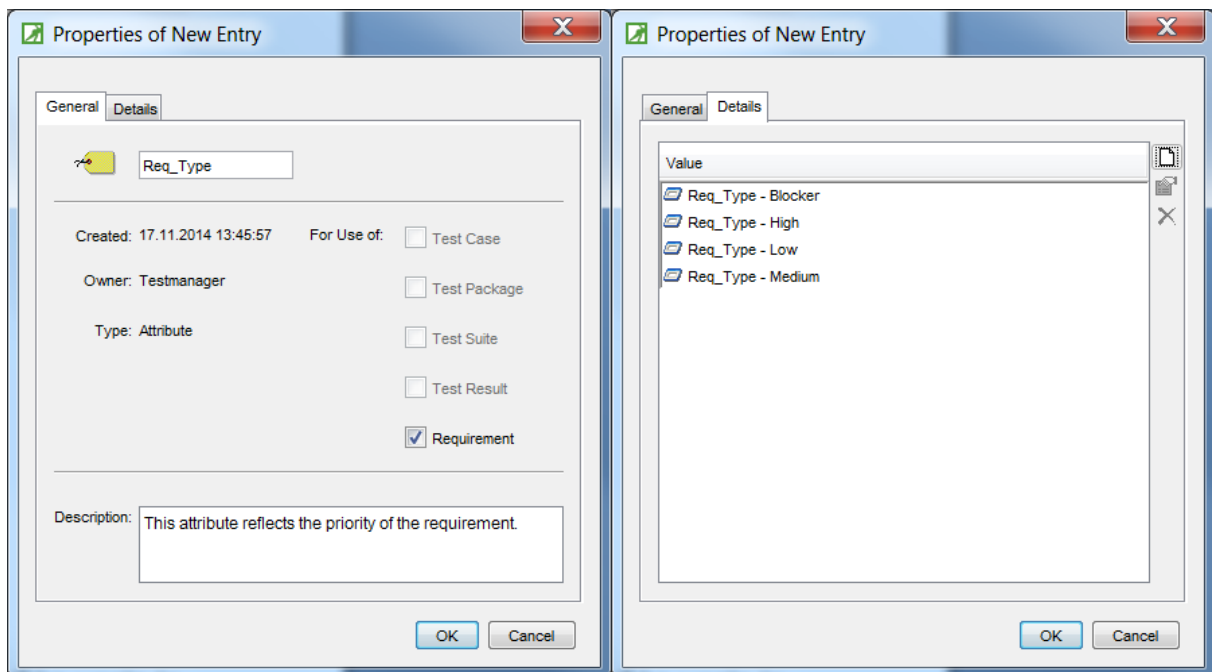 Properties of New Entry
General Details
Req_Type
Created: 17.11.2014 13:45:57 For Use of: Test Case
Owner: Testmanager Test Package
Type: Attribute Test Suite
Test Result
Requirement
Description: This attribute reflects the priority of the requirement.
OK Cancel
Properties of New Entry
General Details
Value
Req_Type - Blocker
Req_Type - High
Req_Type - Low
Req_Type - Medium
OK Cancel